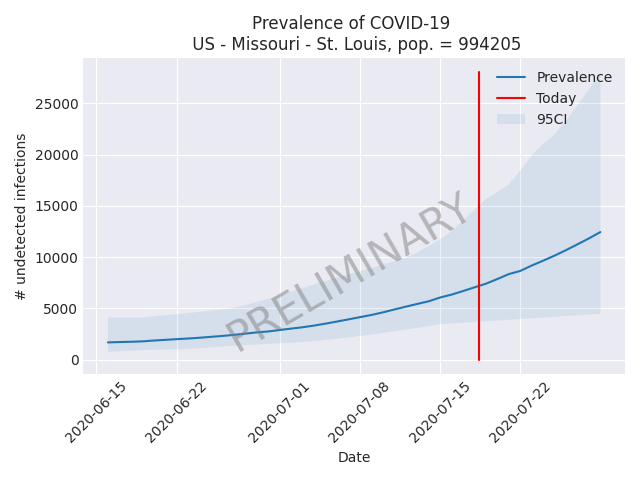 Prevalence of COVID-19
US - Missouri - St. Louis, pop. = 994205
Prevalence
Today
95CI
25000
20000
15000
10000
5000
0
# undetected infections
PRELIMINARY
2020-06-15
2020-06-22
2020-07-01
2020-07-08
2020-07-15
2020-07-22
Date